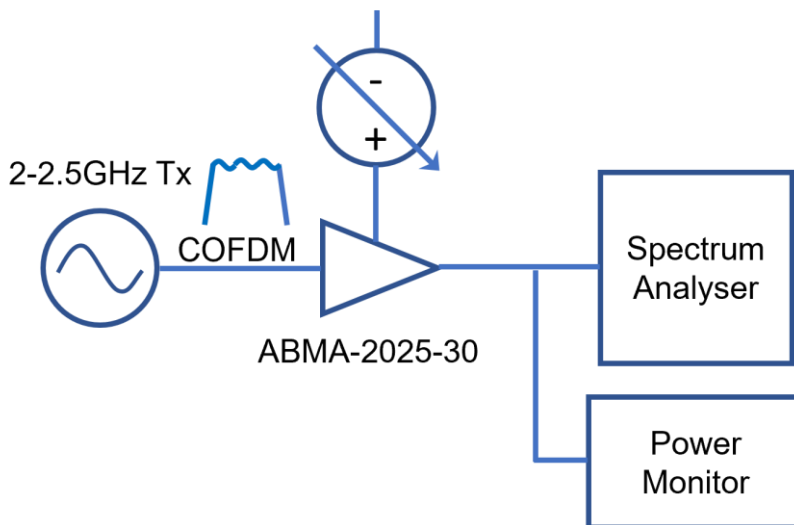 -
+
2-2.5GHz Tx
COFDM
ABMA-2025-30
Spectrum
Analyser
Power
Monitor